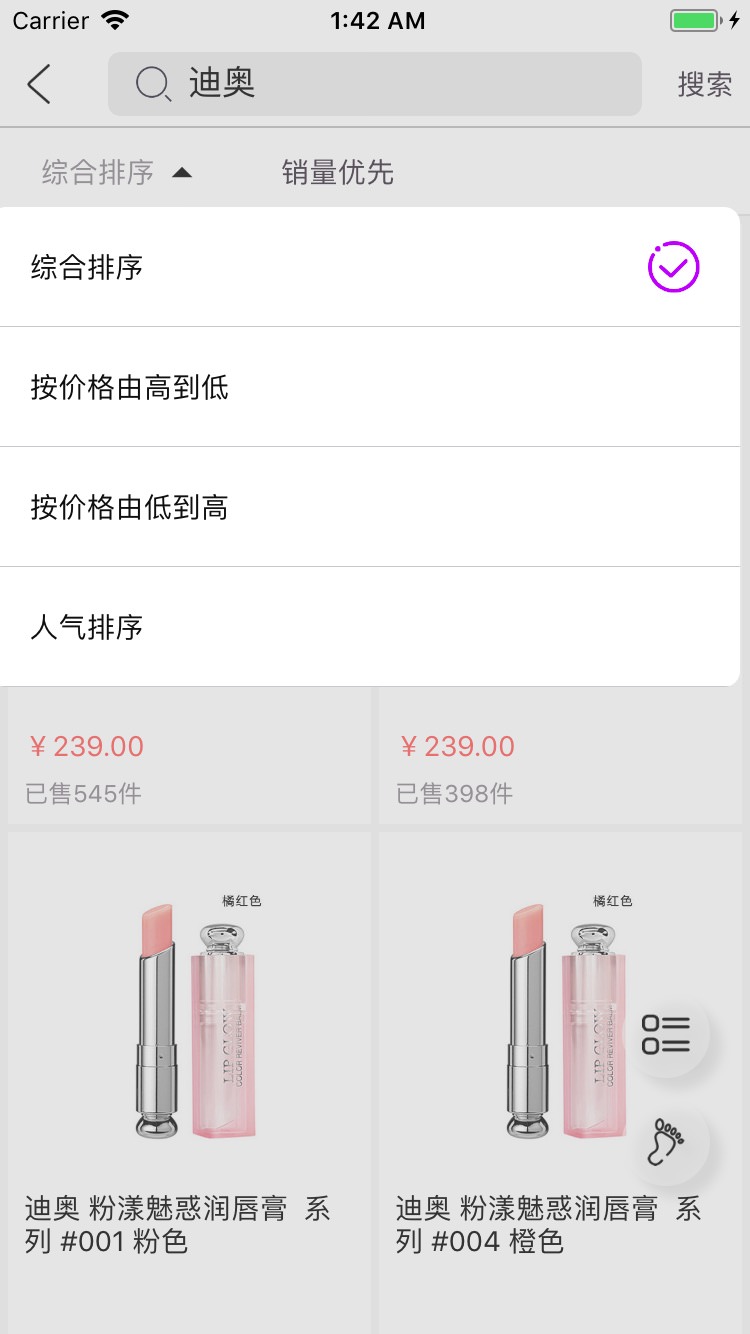 Carrier 1:42 AM
迪奥 搜索
综合排序 销量优先
综合排序
按价格由高到低
按价格由低到高
人气排序
¥ 239.00
已售545件
¥ 239.00
已售398件
橘红色
LIP GLOW
COLOR REVIVER BALM
迪奥 粉漾魅惑润唇膏 系
列 #001 粉色
橘红色
LIP GLOW
COLOR REVIVER BALM
迪奥 粉漾魅惑润唇膏 系
列 #004 橙色